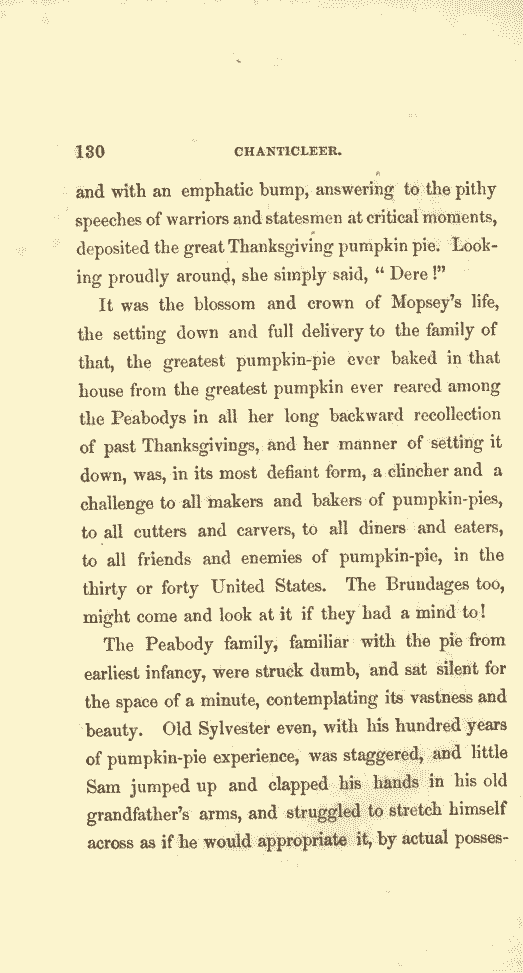 130 CHANTICLEER.
and with an emphatic bump, answering to the pithy
speeches of warriors and statesmen at critical moments,
deposited the great Thanksgiving pumpkin pie. Look-
ing proudly around, she simply said, “ Dere !”
It was the blossom and crown of Mopsey’s life,
the setting down and full delivery to the family of
that, the greatest pumpkin-pie ever baked in that
house from the greatest pumpkin ever reared among
the Peabodys in all her long backward recollection
of past Thanksgivings, and her manner of setting it
down, was, in its most defiant form, a clincher and a
challenge to all makers and bakers of pumpkin-pies,
to all cutters and carvers, to all diners and eaters,
to all friends and enemies of pumpkin-pie, in the
thirty or forty United States. The Brundages too,
might come and look at it if they had a mind to!
The Peabody family, familiar with the pie from
earliest infancy, were struck dumb, and sat silent for
the space of a minute, contemplating its vastness and
beauty. Old Sylvester even, with his hundred years
of pumpkin-pie experience, was staggered, and little
Sam jumped up and clapped his hands in his old
grandfather’s arms, and struggled to stretch himself
across as if he would appropriate it, by actual posses-